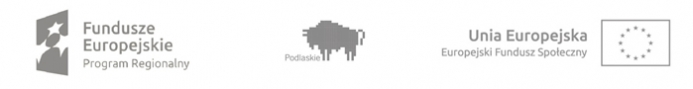 Fundusze
Europejskie
Program Regionalny
Podlaskie
Unia Europejska
Europejski Fundusz Społeczny